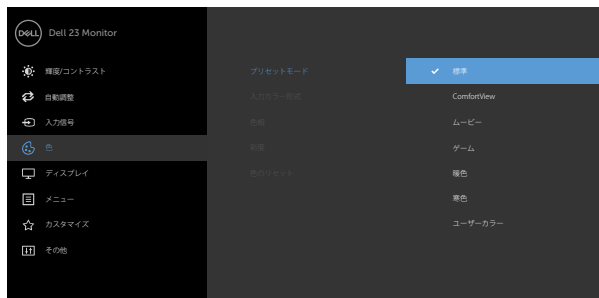 DELL
Dell 23 Monitor
輝度/コントラスト
自動調整
入力信号
色
ディスプレイ
メニュー
カスタマイズ
その他
プリセットモード
入力カラー形式
色相
彩度
色のリセット
標準
ComfortView
ムービー
ゲーム
暖色
寒色
ユーザーカラー